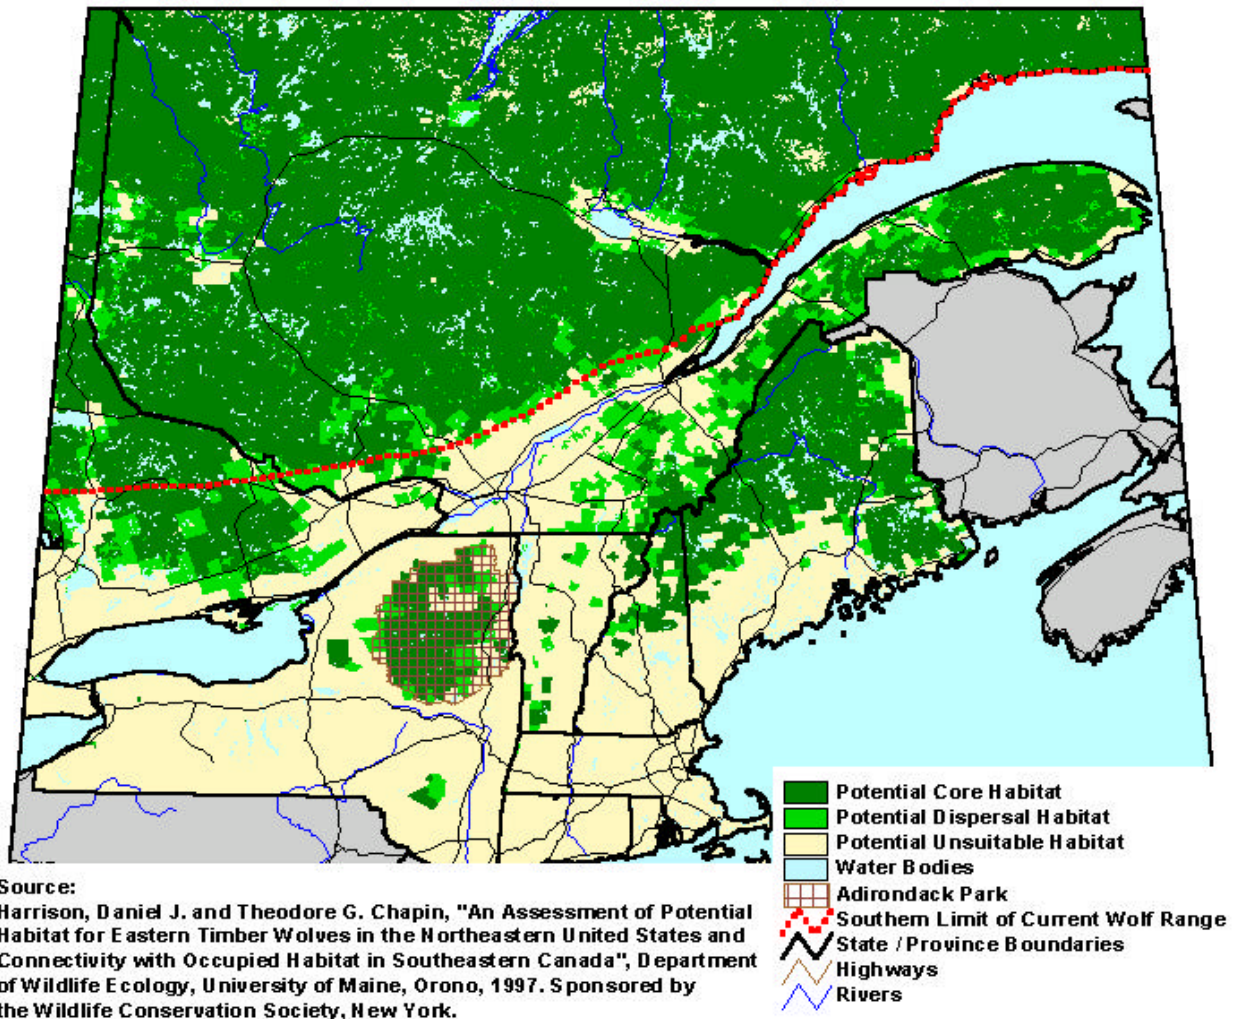 Potential Core Habitat
Potential Dispersal Habitat
Potential Unsuitable Habitat
Water Bodies
Adirondack Park
Southern Limit of Current Wolf Range
State / Province Boundaries
Highways
Rivers
Source:
Harrison, Daniel J. and Theodore G. Chapin, "An Assessment of Potential
Habitat for Eastern Timber Wolves in the Northeastern United States and
Connectivity with Occupied Habitat in Southeastern Canada", Department
of Wildlife Ecology, University of Maine, Orono, 1997. Sponsored by
the Wildlife Conservation Society, New York.